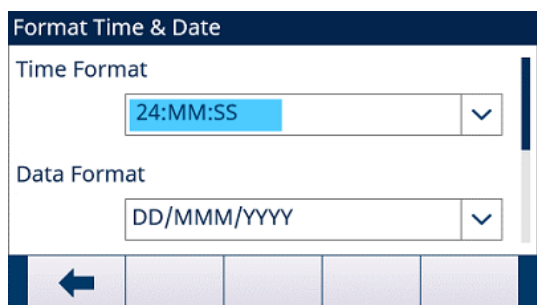 Format Time & Date
Time Format
24:MM:SS
Data Format
DD/MMM/YYYY